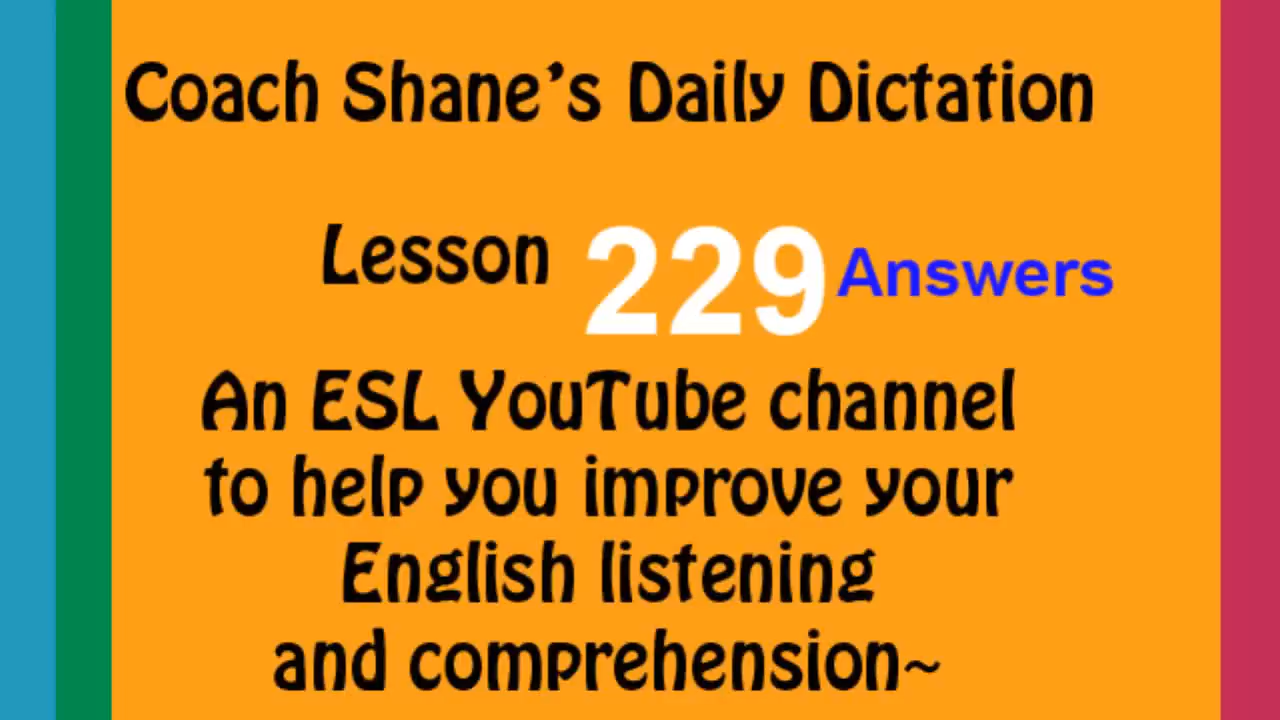 Coach Shane's Daily Dictation
Lesson 229 Answers
An ESL YouTube channel
to help you improve your
English listening
and comprehension~